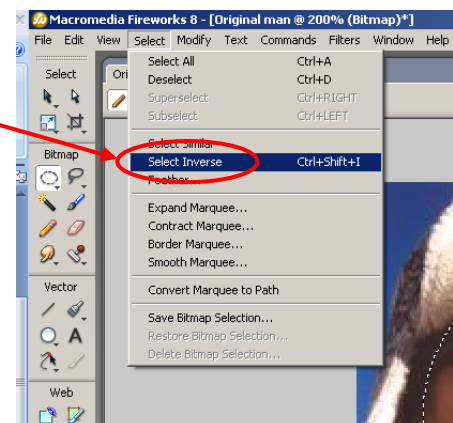 Macromedia Fireworks 8 - [Original man @ 200% (Bitmap)*]
File Edit View Select Modify Text Commands Filters Window Help
Select
Ori
Select All Ctrl+A
Deselect Ctrl+D
Superselect Ctrl+RIGHT
Subselect Ctrl+LEFT
Select Similar
Select Inverse Ctrl+Shift+I
Feather...
Expand Marquee...
Contract Marquee...
Border Marquee...
Smooth Marquee...
Convert Marquee to Path
Save Bitmap Selection...
Restore Bitmap Selection...
Delete Bitmap Selection...
Bitmap
Vector
A
Web